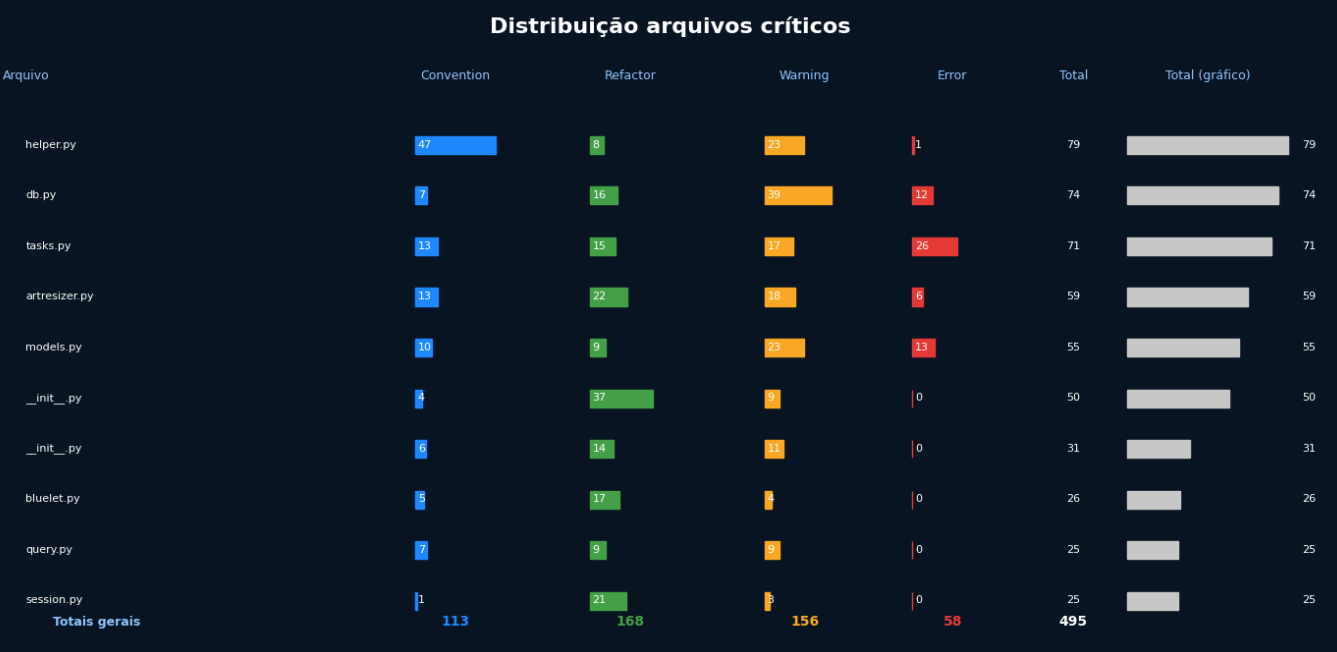 Distribuição arquivos críticos
Arquivo Convention Refactor Warning Error Total Total (gráfico)
helper.py 47 8 23 1 79 79
db.py 7 16 39 12 74 74
tasks.py 13 15 17 26 71 71
artresizer.py 13 22 18 6 59 59
models.py 10 9 23 13 55 55
__init__.py 4 37 9 0 50 50
__init__.py 6 14 11 0 31 31
bluelet.py 5 17 4 0 26 26
query.py 7 9 9 0 25 25
session.py 1 21 3 0 25 25
Totais gerais 113 168 156 58 495